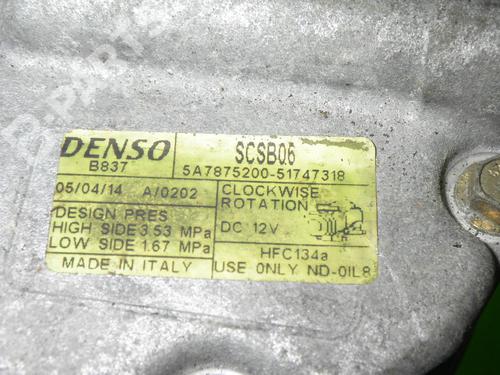 DENSO
B837
SCSB06
5A7875200-51747318
05/04/14 A/0202
CLOCKWISE
ROTATION
DESIGN PRES
HIGH SIDE 3.53 MPa
LOW SIDE 1.67 MPa
DC 12V
HFC134a
MADE IN ITALY
USE ONLY ND-OIL8